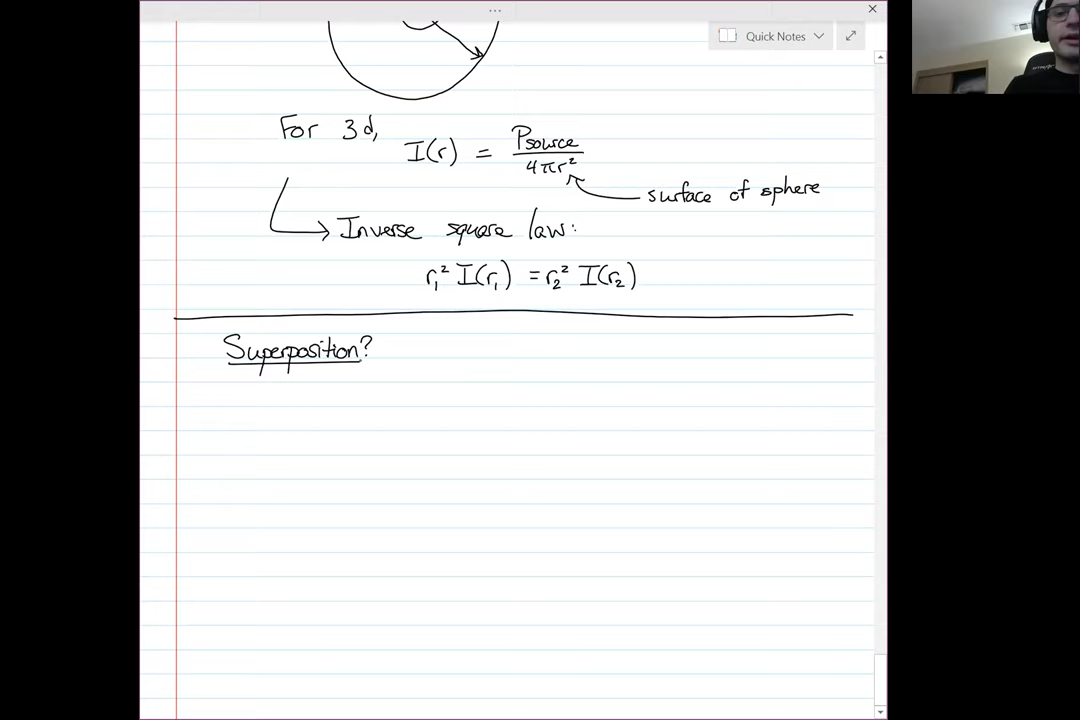 Quick Notes
For 3d,
I(r) = Psource / 4πr²
surface of sphere
Inverse square law:
r₁² I(r₁) = r₂² I(r₂)
Superposition?